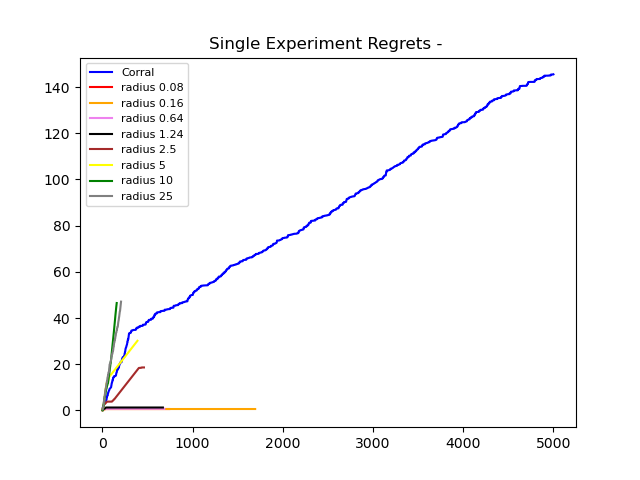 Single Experiment Regrets -
Corral
radius 0.08
radius 0.16
radius 0.64
radius 1.24
radius 2.5
radius 5
radius 10
radius 25
140
120
100
80
60
40
20
0
0 1000 2000 3000 4000 5000